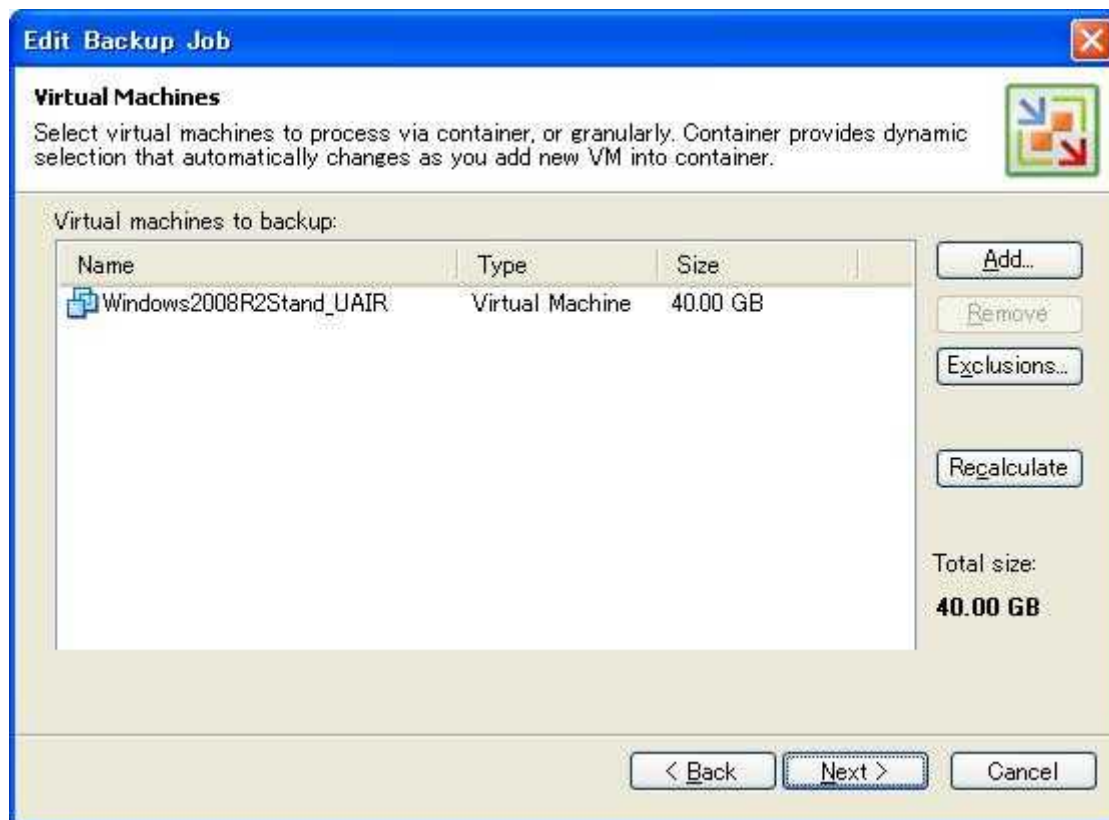 Edit Backup Job
Virtual Machines
Select virtual machines to process via container, or granularly. Container provides dynamic
selection that automatically changes as you add new VM into container.
Virtual machines to backup:
Name Type Size
Windows2008R2Stand_UAIR Virtual Machine 40.00 GB
Add...
Remove
Exclusions...
Recalculate
Total size:
40.00 GB
< Back Next > Cancel